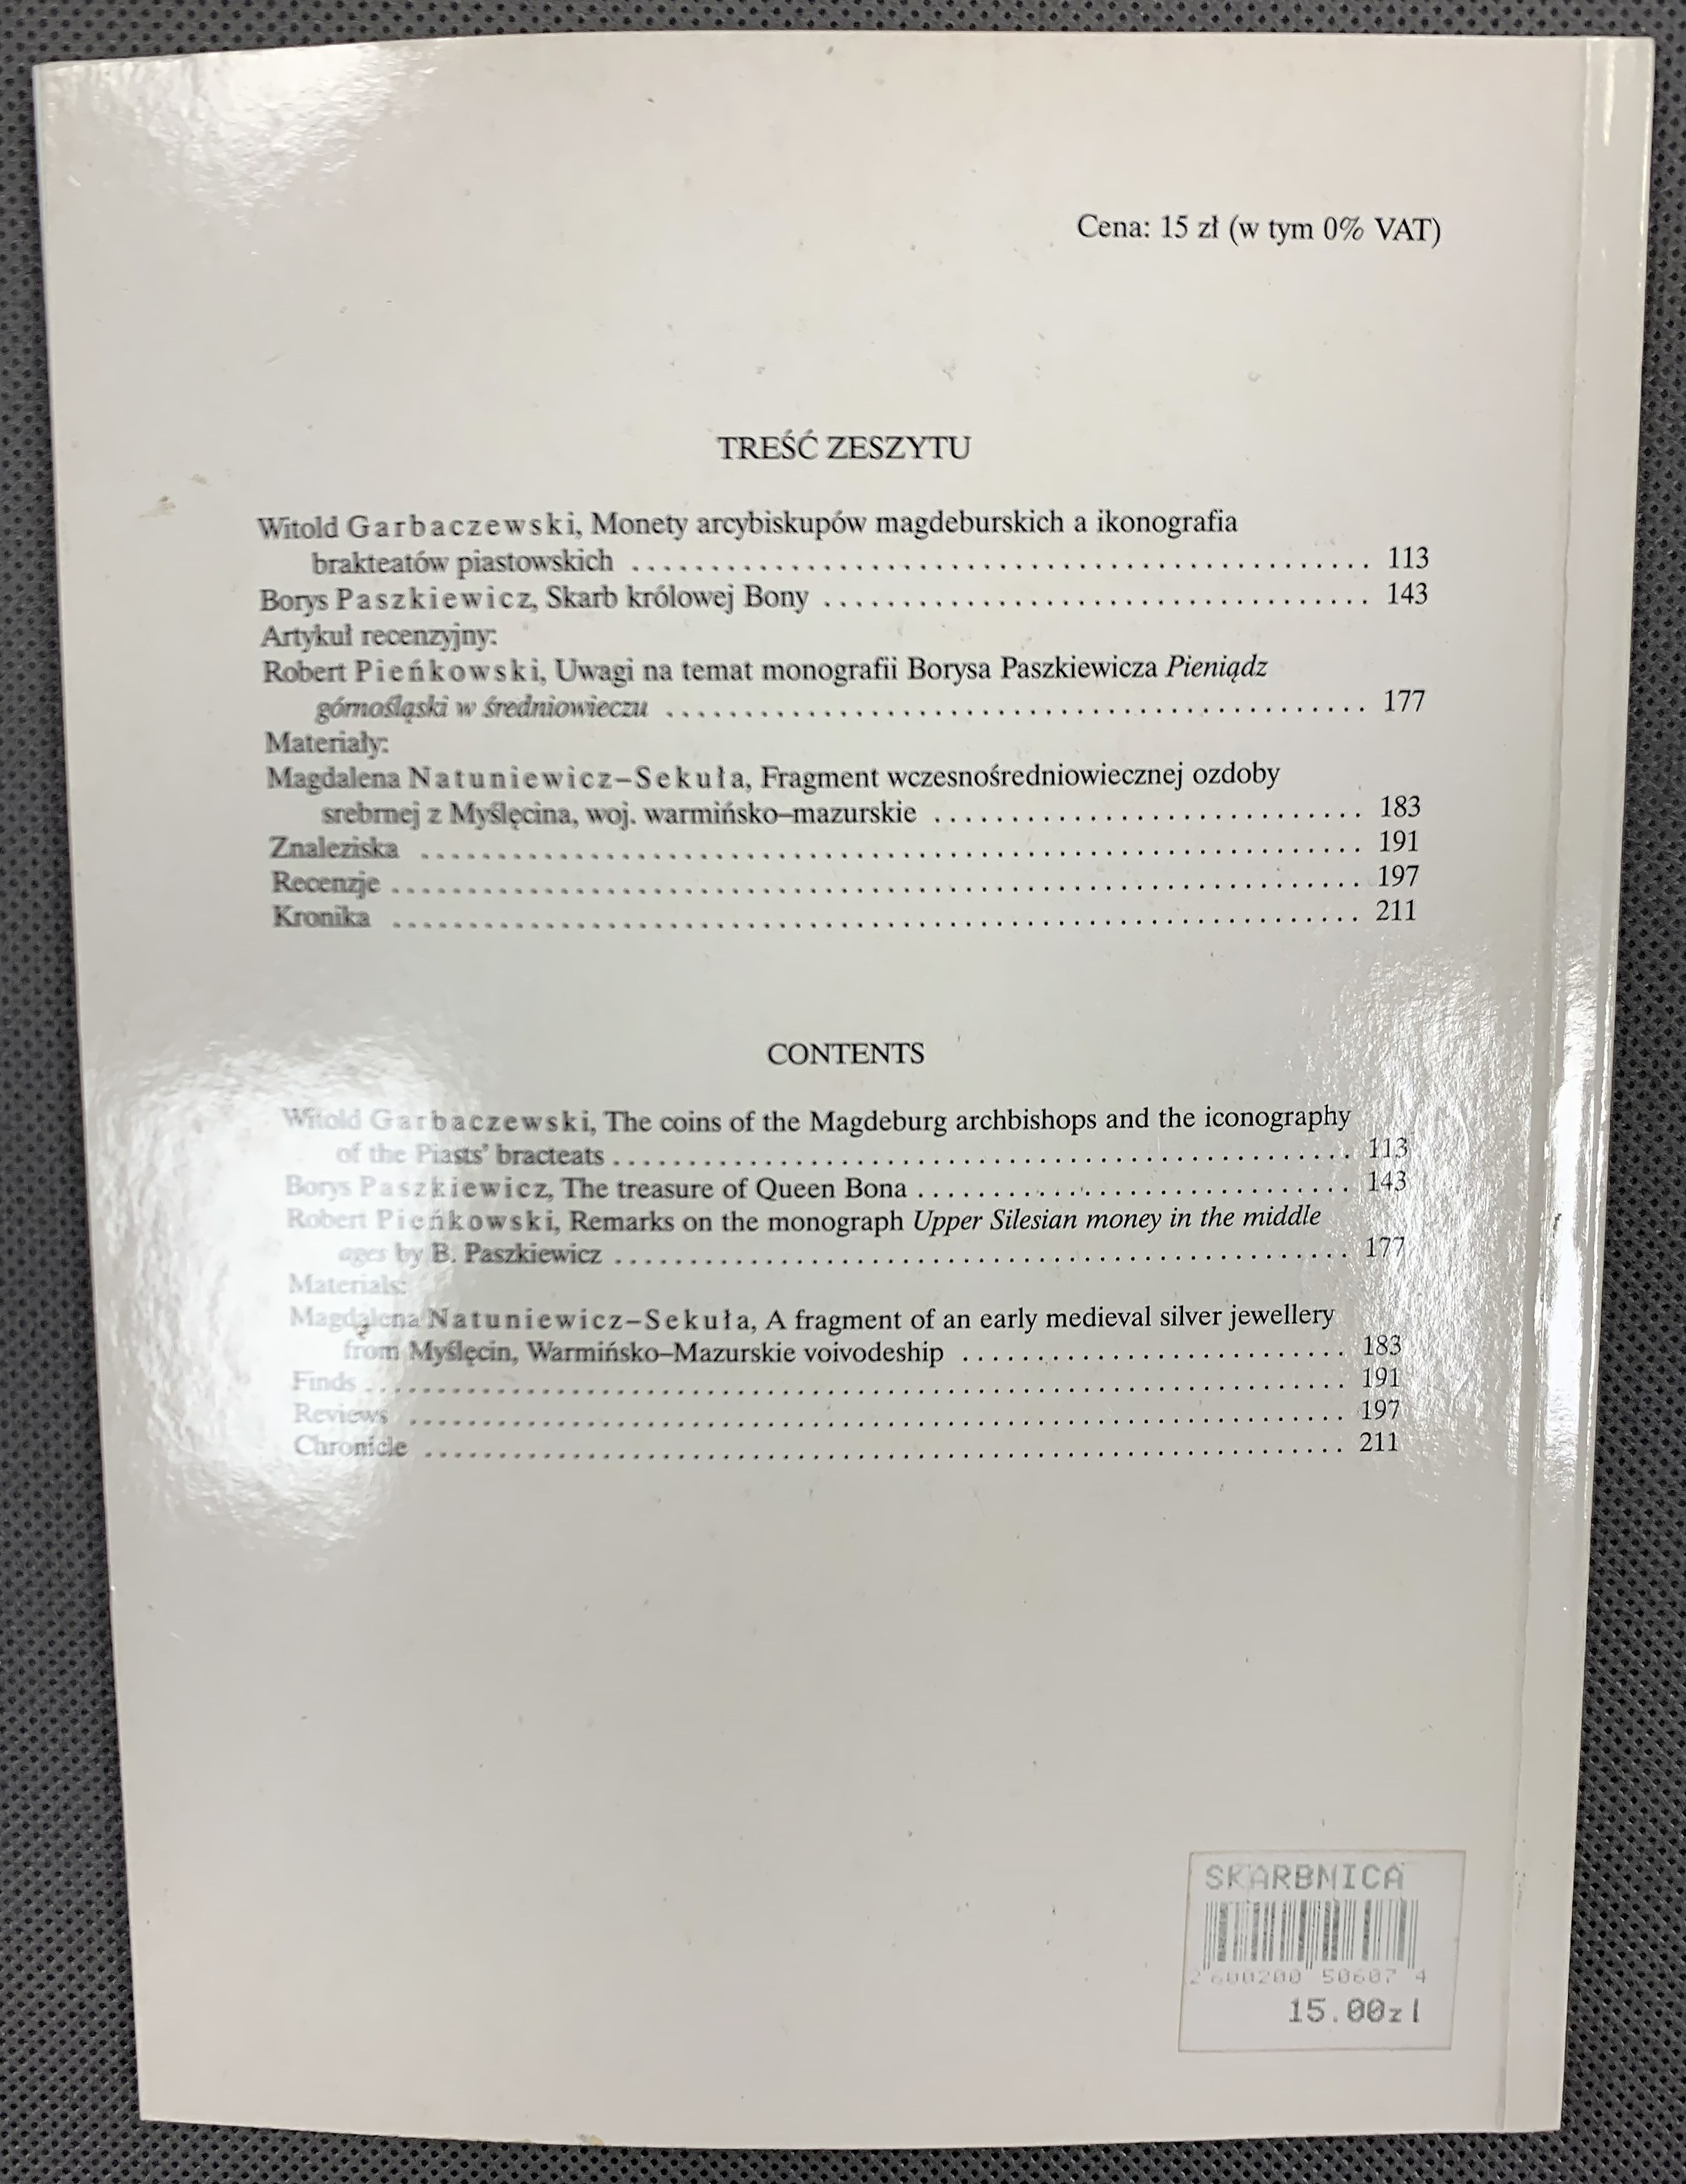 Cena: 15 zł (w tym 0% VAT)
TREŚĆ ZESZYTU
Witold Garbaczewski, Monety arcybiskupów magdeburskich a ikonografia
brakteatów piastowskich ........ 113
Borys Paszkiewicz, Skarb królowej Bony ........ 143
Artykuł recenzyjny:
Robert Pieńkowski, Uwagi na temat monografii Borysa Paszkiewicza Pieniądz
górnośląski w średniowieczu ........ 177
Materiały:
Magdalena Natuniewicz–Sekuła, Fragment wczesnośredniowiecznej ozdoby
srebrnej z Myślęcina, woj. warmińsko–mazurskie ........ 183
Znaleziska ........ 191
Recenzje ........ 197
Kronika ........ 211
CONTENTS
Witold Garbaczewski, The coins of the Magdeburg archbishops and the iconography
of the Piasts' bracteats ........ 113
Borys Paszkiewicz, The treasure of Queen Bona ........ 143
Robert Pieńkowski, Remarks on the monograph Upper Silesian money in the middle
ages by B. Paszkiewicz ........ 177
Materials:
Magdalena Natuniewicz–Sekuła, A fragment of an early medieval silver jewellery
from Myślęcin, Warmińsko–Mazurskie voivodeship ........ 183
Finds ........ 191
Reviews ........ 197
Chronicle ........ 211
SKARBNICA
2 600200 50607 4
15.00zl